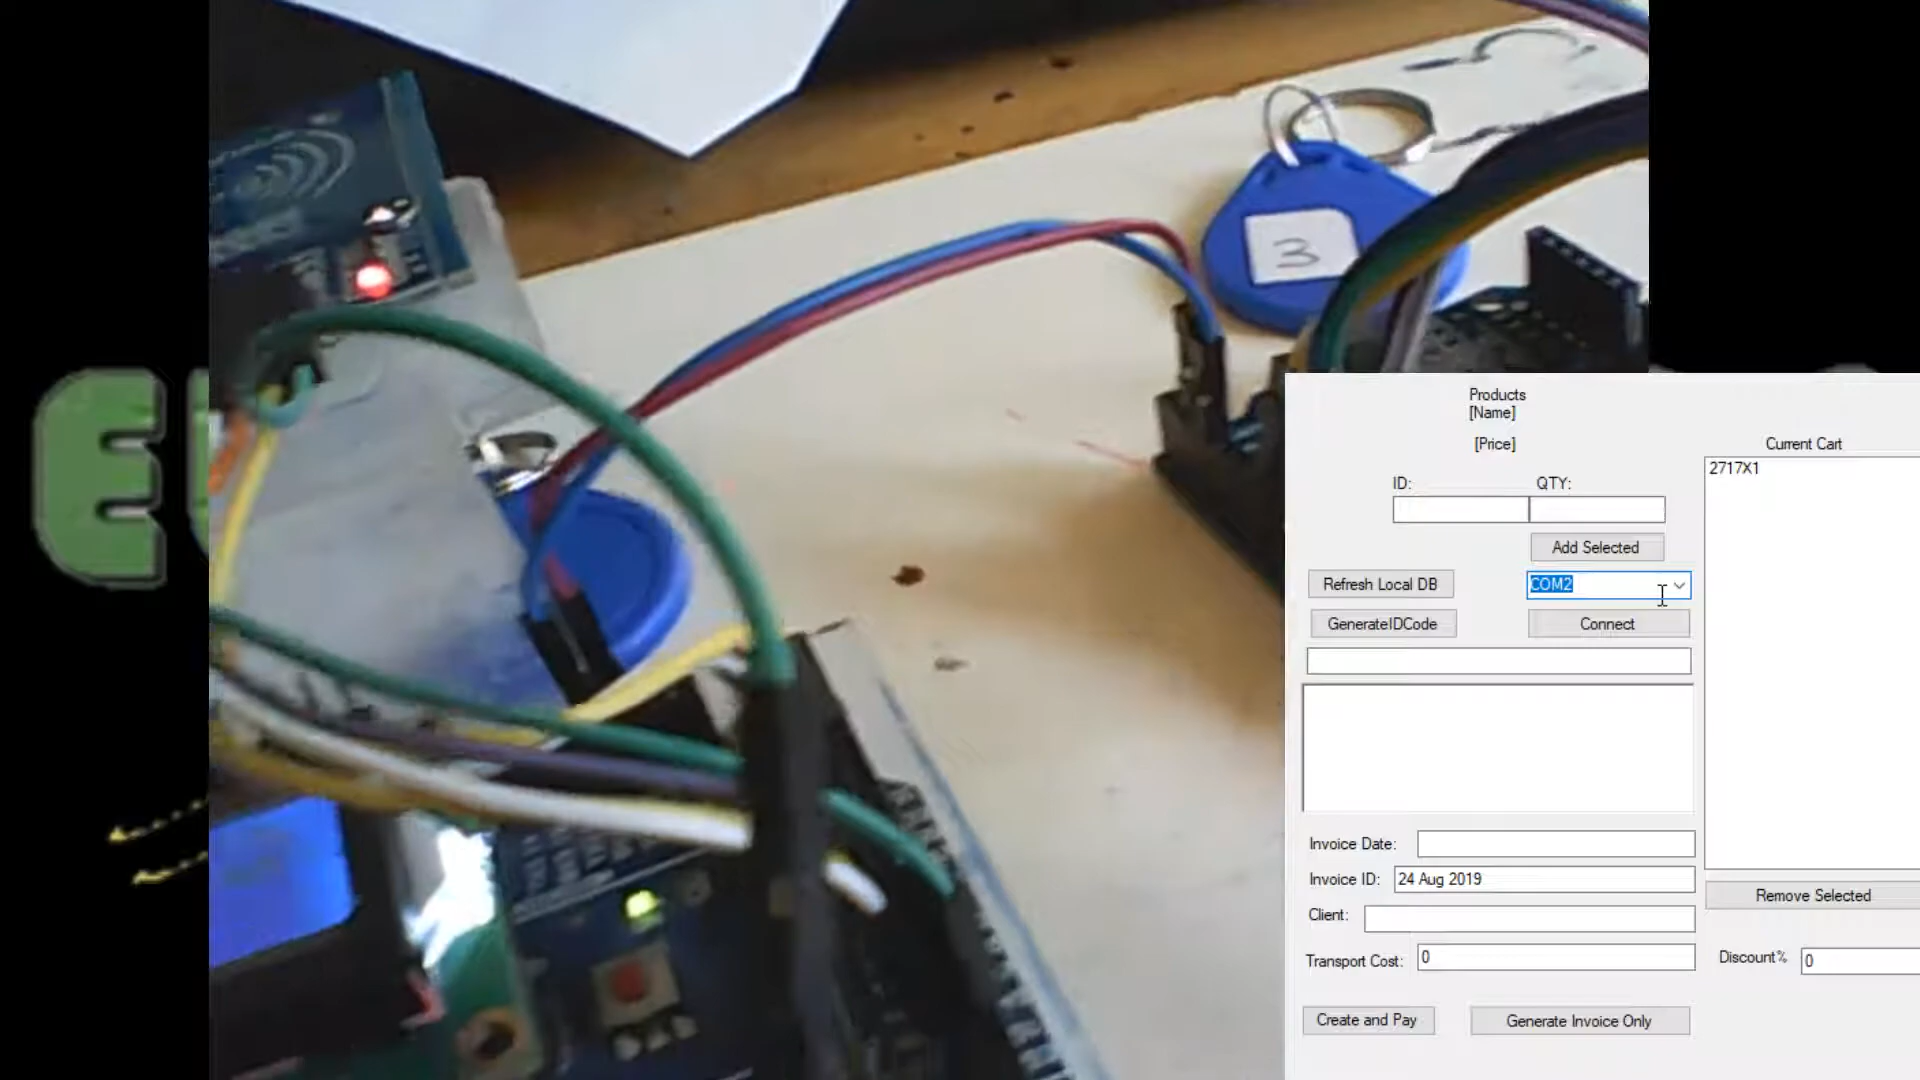 3
Products
[Name]
[Price]
Current Cart
2717X1
ID:
QTY:
Add Selected
Refresh Local DB
COM2
GenerateIDCode
Connect
Invoice Date:
Invoice ID: 24 Aug 2019
Client:
Remove Selected
Transport Cost: 0
Discount% 0
Create and Pay
Generate Invoice Only